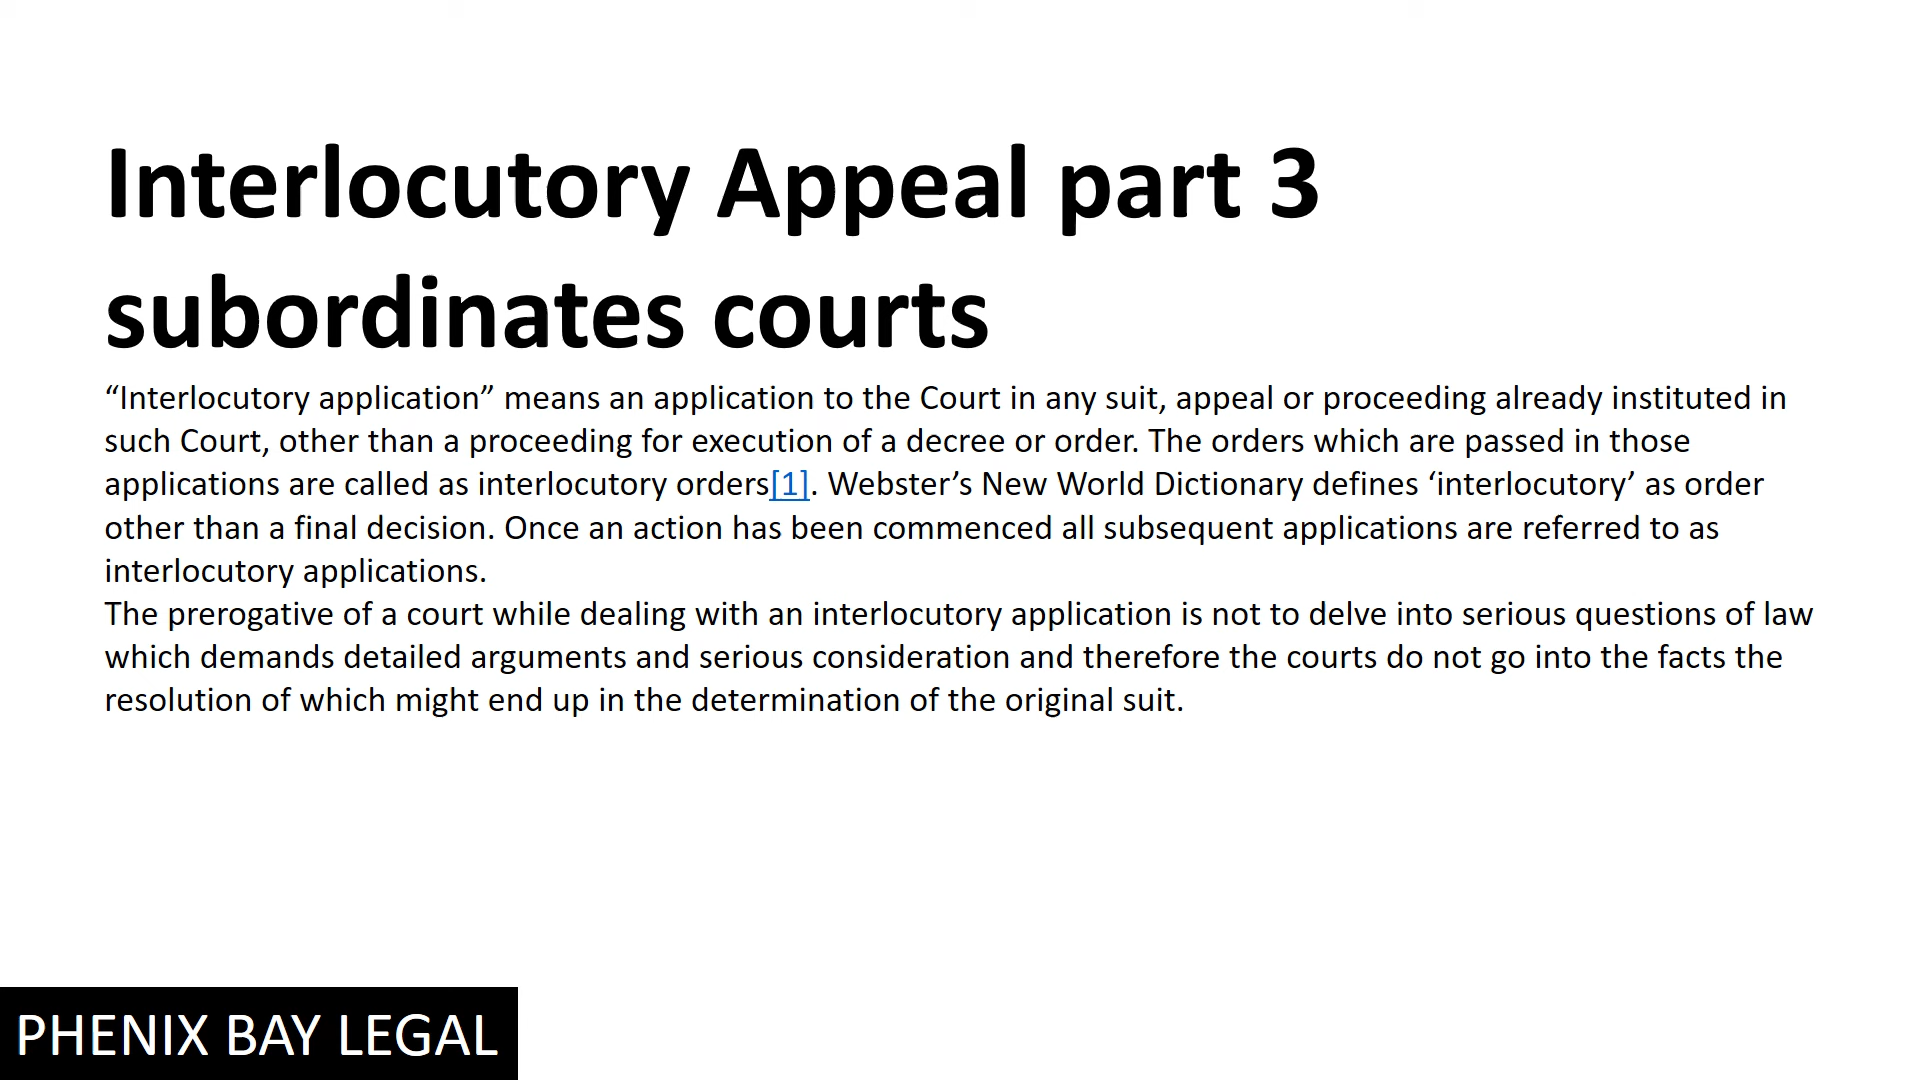 Interlocutory Appeal part 3
subordinates courts
“Interlocutory application” means an application to the Court in any suit, appeal or proceeding already instituted in
such Court, other than a proceeding for execution of a decree or order. The orders which are passed in those
applications are called as interlocutory orders[1]. Webster’s New World Dictionary defines ‘interlocutory’ as order
other than a final decision. Once an action has been commenced all subsequent applications are referred to as
interlocutory applications.
The prerogative of a court while dealing with an interlocutory application is not to delve into serious questions of law
which demands detailed arguments and serious consideration and therefore the courts do not go into the facts the
resolution of which might end up in the determination of the original suit.
PHENIX BAY LEGAL